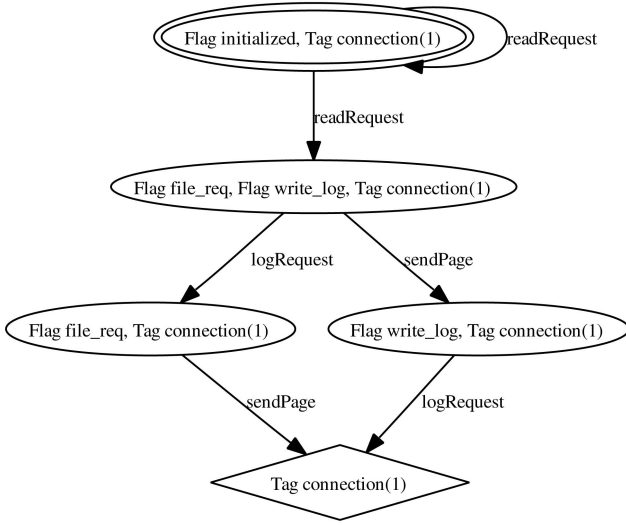 Flag initialized, Tag connection(1)
readRequest
readRequest
Flag file_req, Flag write_log, Tag connection(1)
logRequest
sendPage
Flag file_req, Tag connection(1)
Flag write_log, Tag connection(1)
sendPage
logRequest
Tag connection(1)